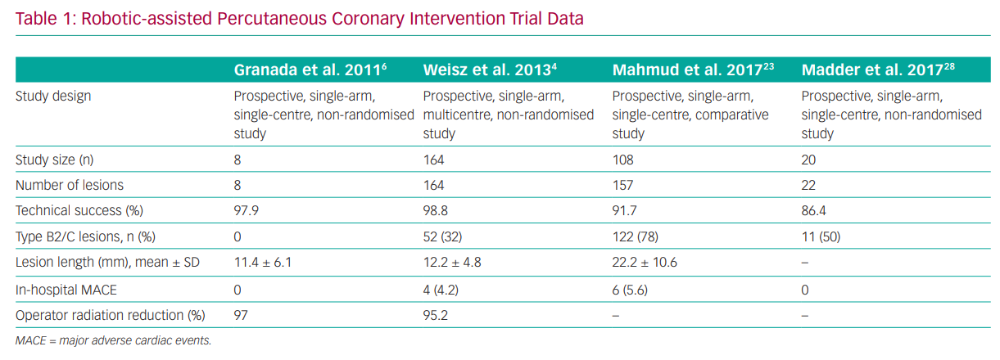 Table 1: Robotic-assisted Percutaneous Coronary Intervention Trial Data
Granada et al. 2011⁶ Weisz et al. 2013⁴ Mahmud et al. 2017²³ Madder et al. 2017²⁸
Study design Prospective, single-arm, Prospective, single-arm, Prospective, single-arm, Prospective, single-arm,
single-centre, non-randomised multicentre, non-randomised single-centre, comparative single-centre, non-randomised
study study study study
Study size (n) 8 164 108 20
Number of lesions 8 164 157 22
Technical success (%) 97.9 98.8 91.7 86.4
Type B2/C lesions, n (%) 0 52 (32) 122 (78) 11 (50)
Lesion length (mm), mean ± SD 11.4 ± 6.1 12.2 ± 4.8 22.2 ± 10.6 –
In-hospital MACE 0 4 (4.2) 6 (5.6) 0
Operator radiation reduction (%) 97 95.2 – –
MACE = major adverse cardiac events.